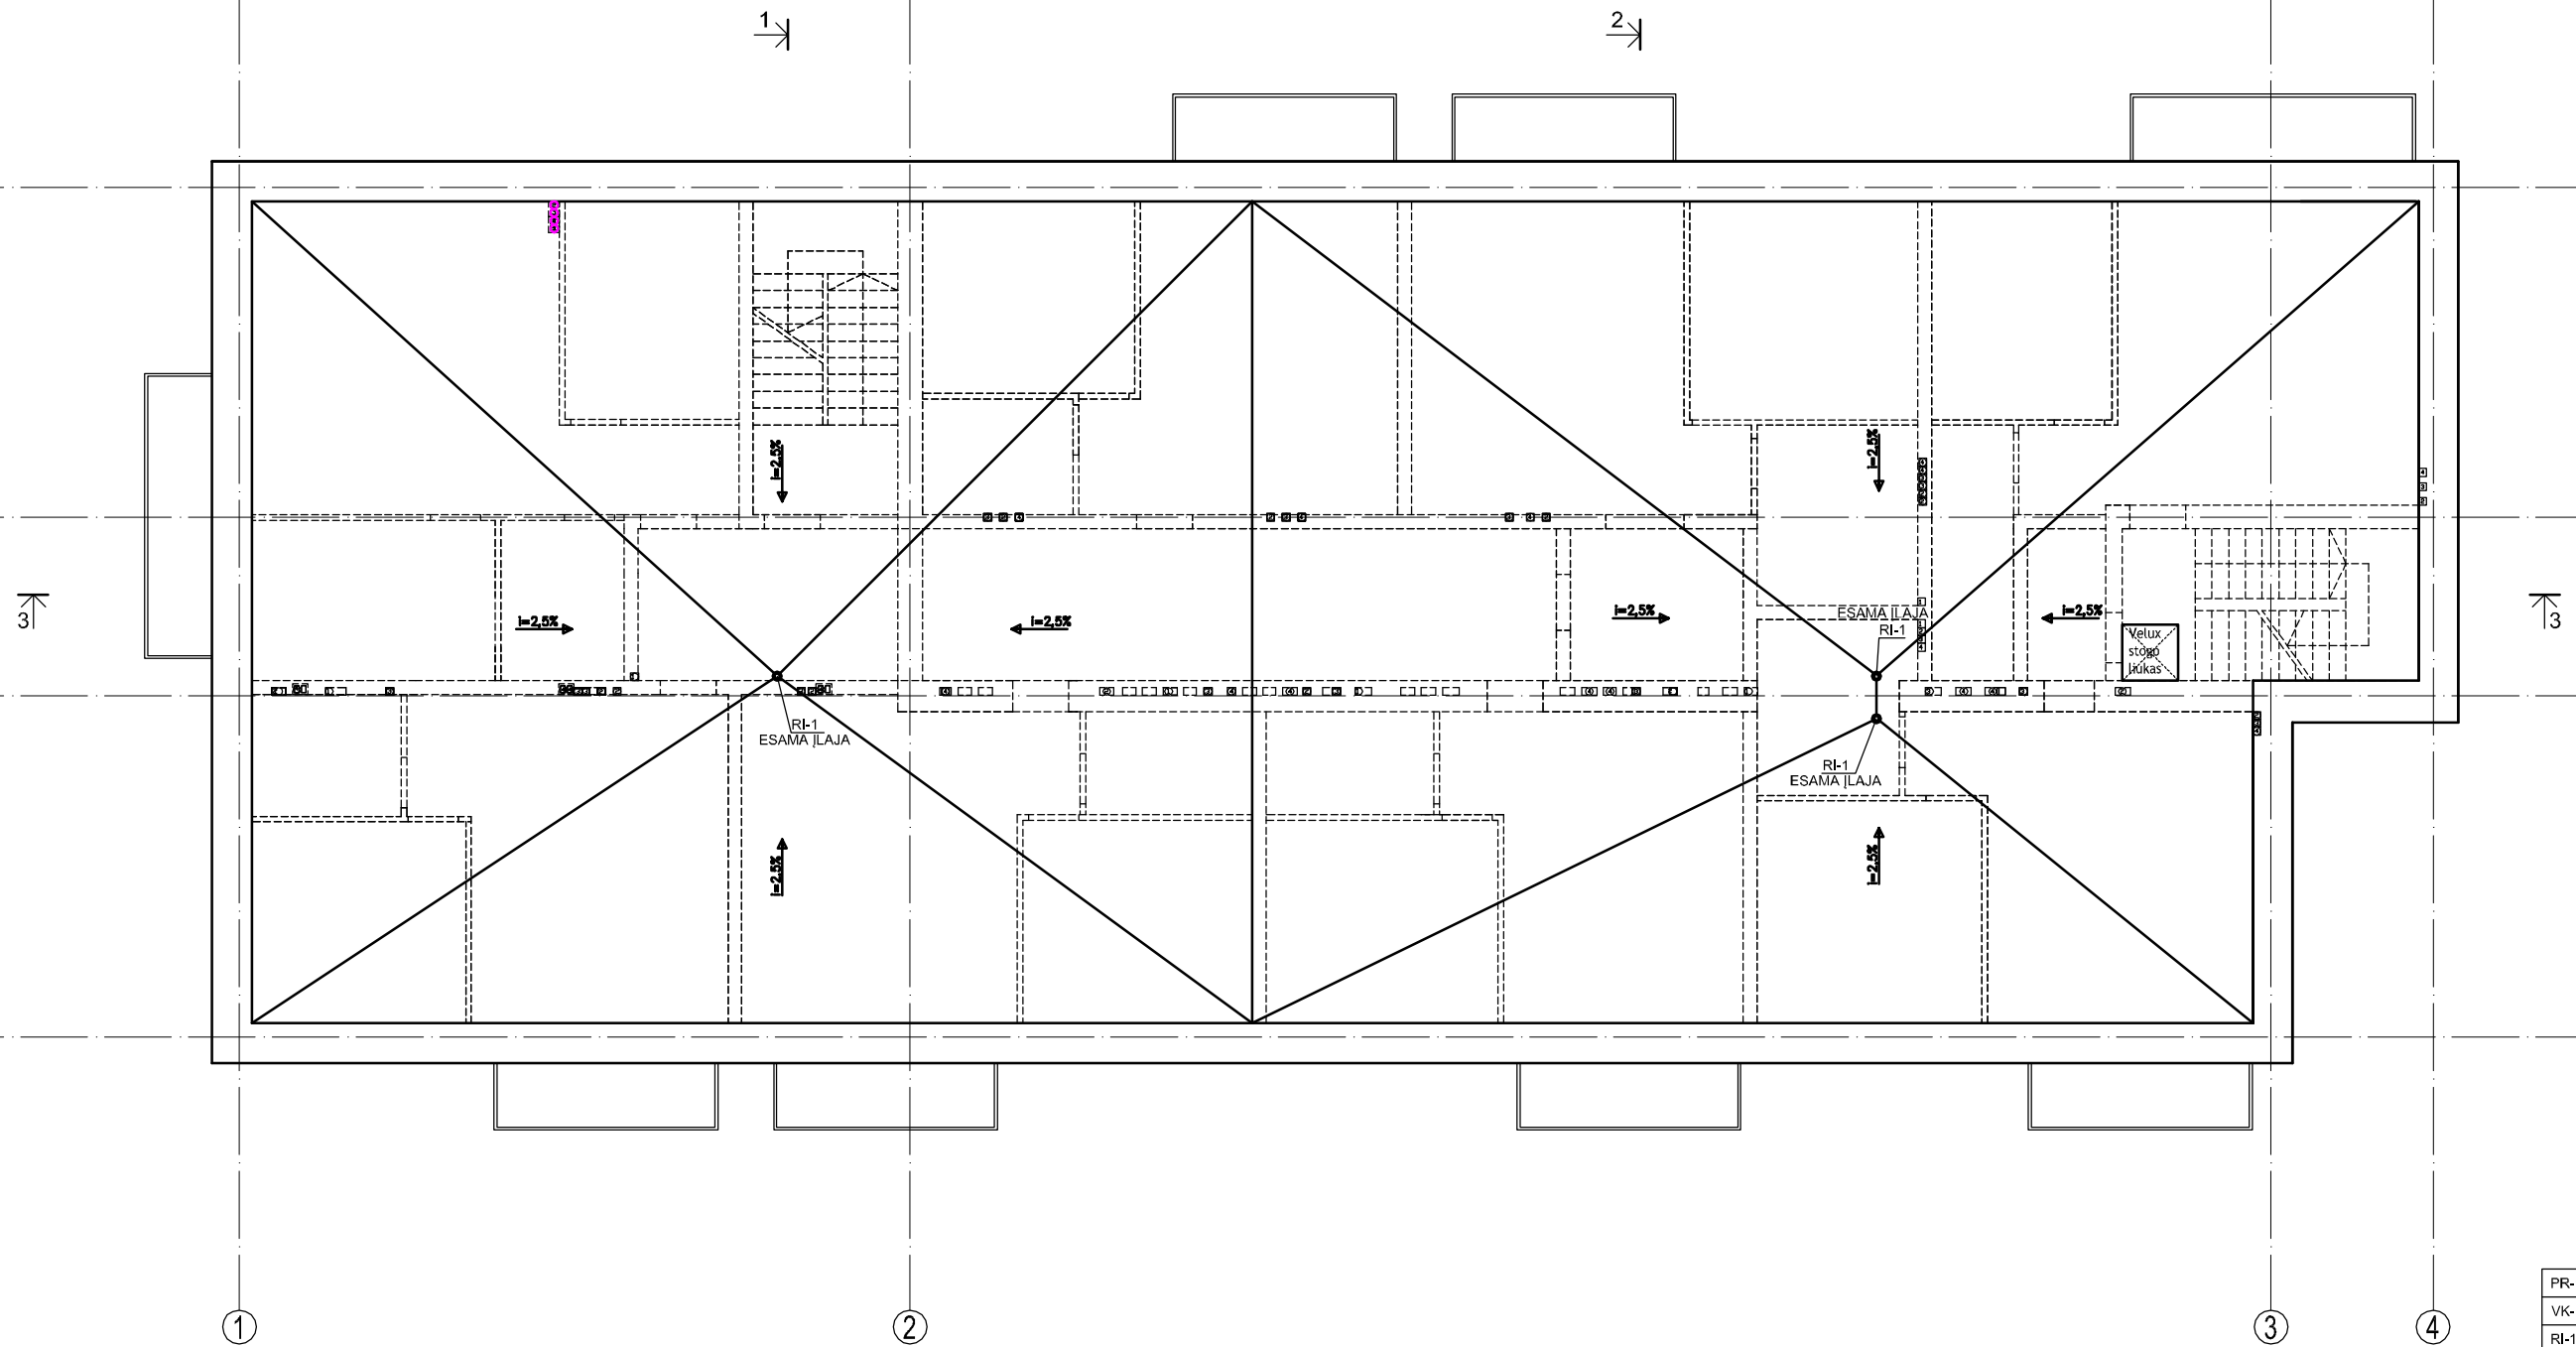 1
2
i=2,5%
i=2,5%
i=2,5%
i=2,5%
i=2,5%
i=2,5%
ESAMA ĮLAJA
RI-1
Velux
stogo
liukas
3
3
RI-1
ESAMA ĮLAJA
RI-1
ESAMA ĮLAJA
i=2,5%
i=2,5%
PR-
VK-
RI-1
1
2
3
4